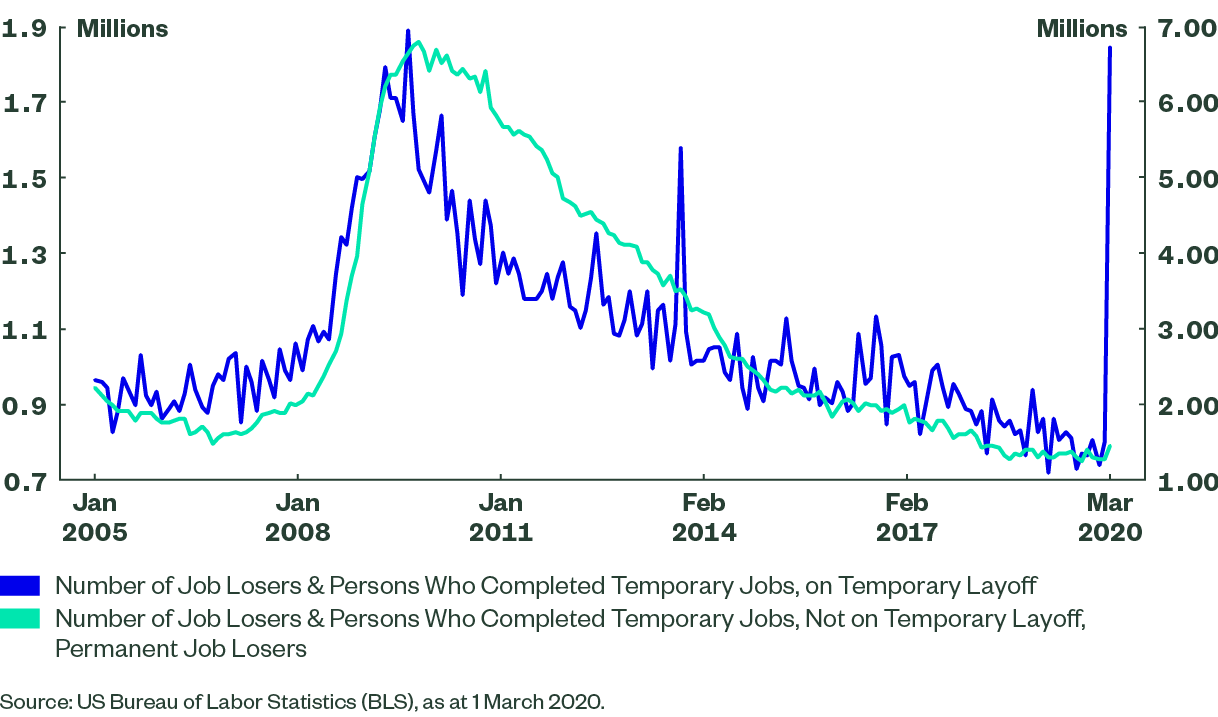 Millions
Millions
1.9
1.7
1.5
1.3
1.1
0.9
0.7
7.00
6.00
5.00
4.00
3.00
2.00
1.00
Jan
2005
Jan
2008
Jan
2011
Feb
2014
Feb
2017
Mar
2020
Number of Job Losers & Persons Who Completed Temporary Jobs, on Temporary Layoff
Number of Job Losers & Persons Who Completed Temporary Jobs, Not on Temporary Layoff,
Permanent Job Losers
Source: US Bureau of Labor Statistics (BLS), as at 1 March 2020.